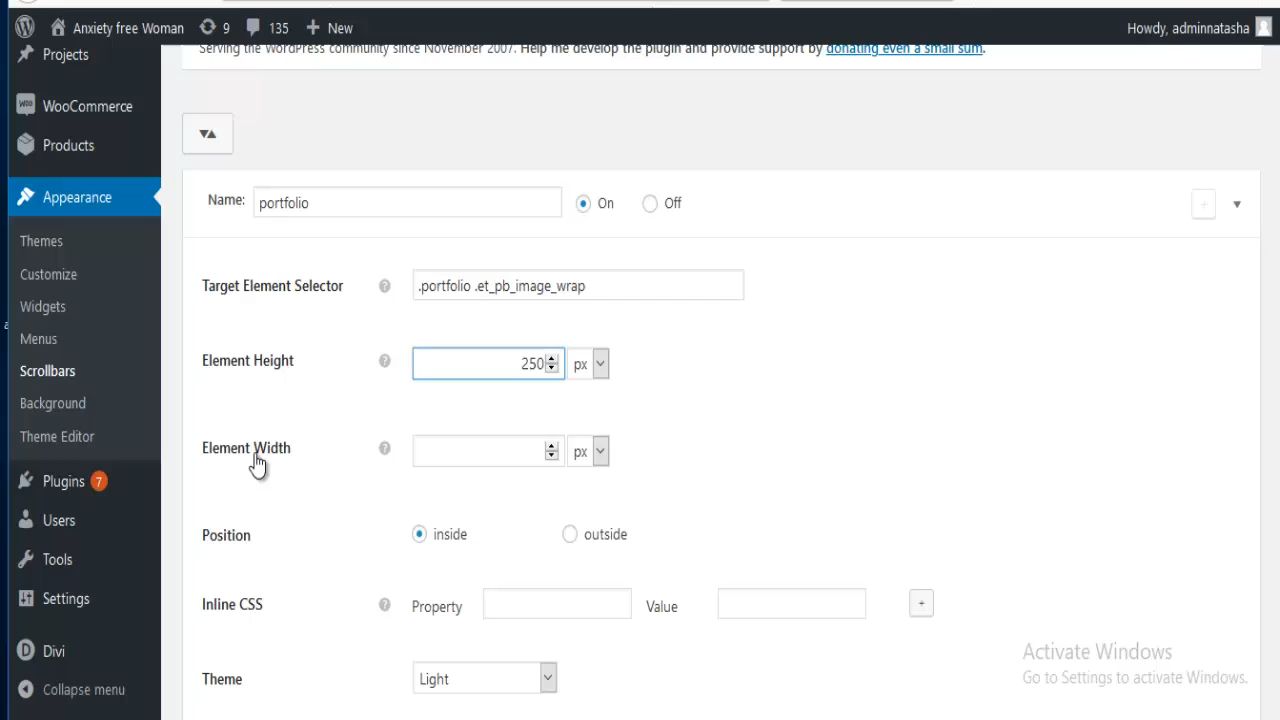 Anxiety free Woman 9 135 + New Howdy, adminnatasha
Serving the WordPress community since November 2007. Help me develop the plugin and provide support by donating even a small sum.
Projects
WooCommerce
Products
Appearance
Themes
Customize
Widgets
Menus
Scrollbars
Background
Theme Editor
Plugins 7
Users
Tools
Settings
Divi
Collapse menu
Name: portfolio On Off +
Target Element Selector ? .portfolio .et_pb_image_wrap
Element Height ? 250 px
Element Width ? px
Position inside outside
Inline CSS ? Property Value +
Theme Light
Activate Windows
Go to Settings to activate Windows.